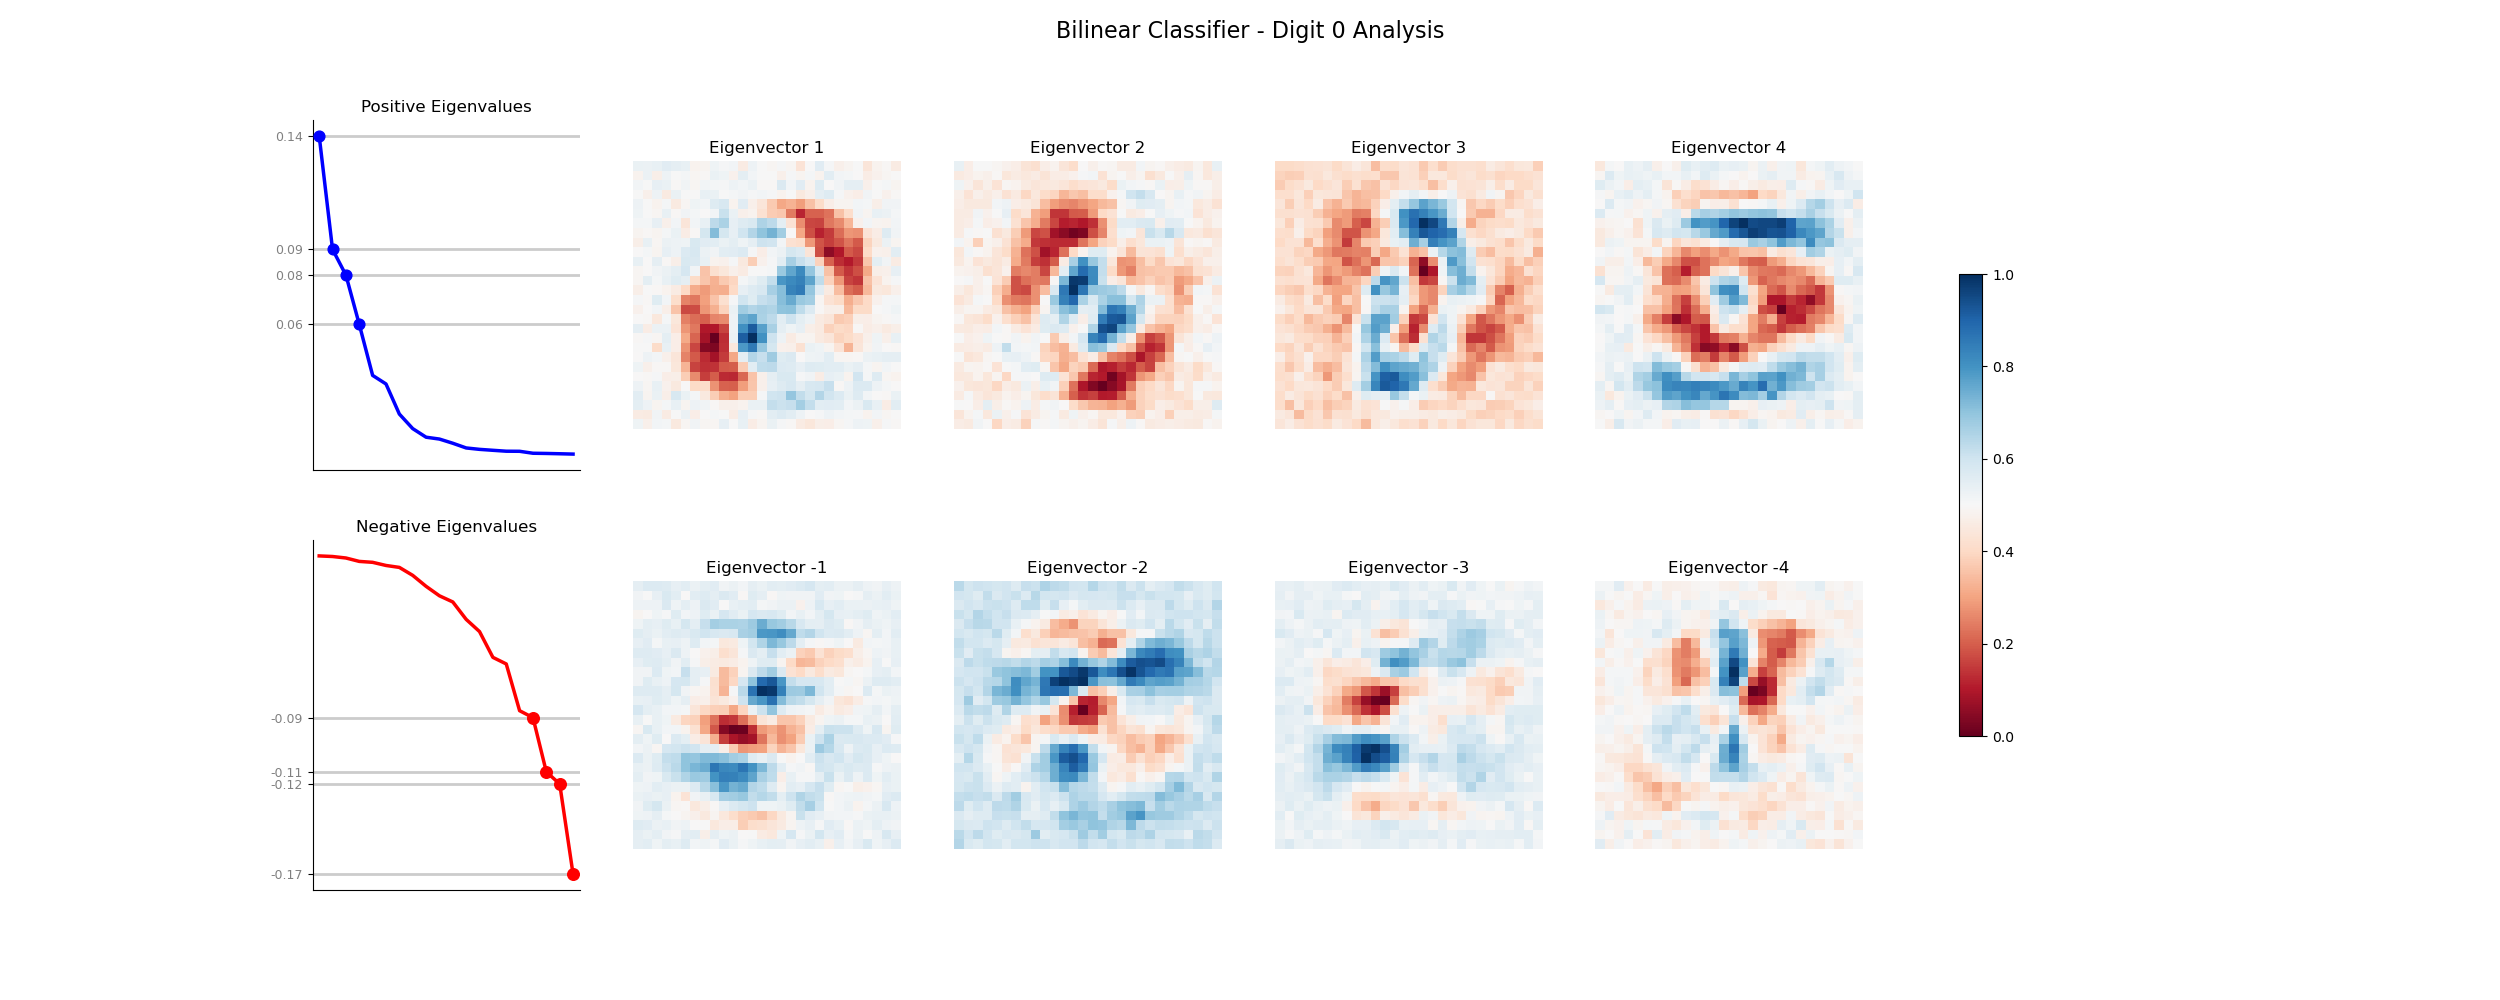 Bilinear Classifier - Digit 0 Analysis
Positive Eigenvalues
0.14
0.09
0.08
0.06
Eigenvector 1
Eigenvector 2
Eigenvector 3
Eigenvector 4
Negative Eigenvalues
-0.09
-0.11
-0.12
-0.17
Eigenvector -1
Eigenvector -2
Eigenvector -3
Eigenvector -4
1.0
0.8
0.6
0.4
0.2
0.0